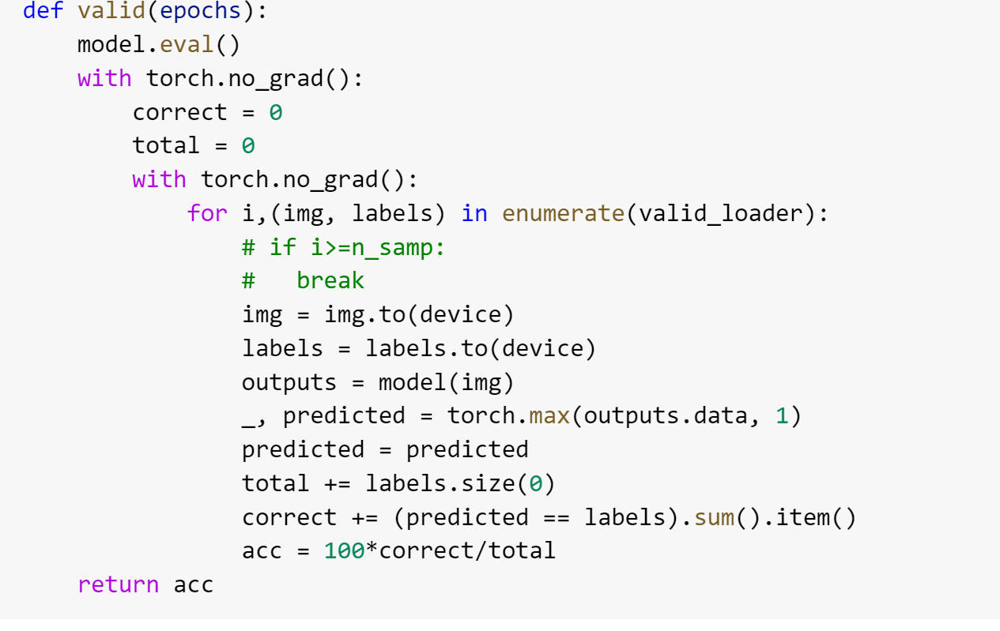 def valid(epochs):
    model.eval()
    with torch.no_grad():
        correct = 0
        total = 0
        with torch.no_grad():
            for i,(img, labels) in enumerate(valid_loader):
                # if i>=n_samp:
                #   break
                img = img.to(device)
                labels = labels.to(device)
                outputs = model(img)
                _, predicted = torch.max(outputs.data, 1)
                predicted = predicted
                total += labels.size(0)
                correct += (predicted == labels).sum().item()
                acc = 100*correct/total
    return acc